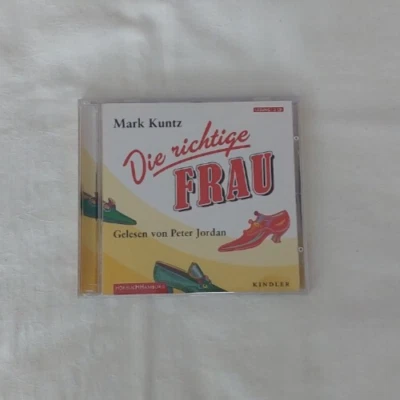 Mark Kuntz
Die richtige
FRAU
Gelesen von Peter Jordan
KINDLER